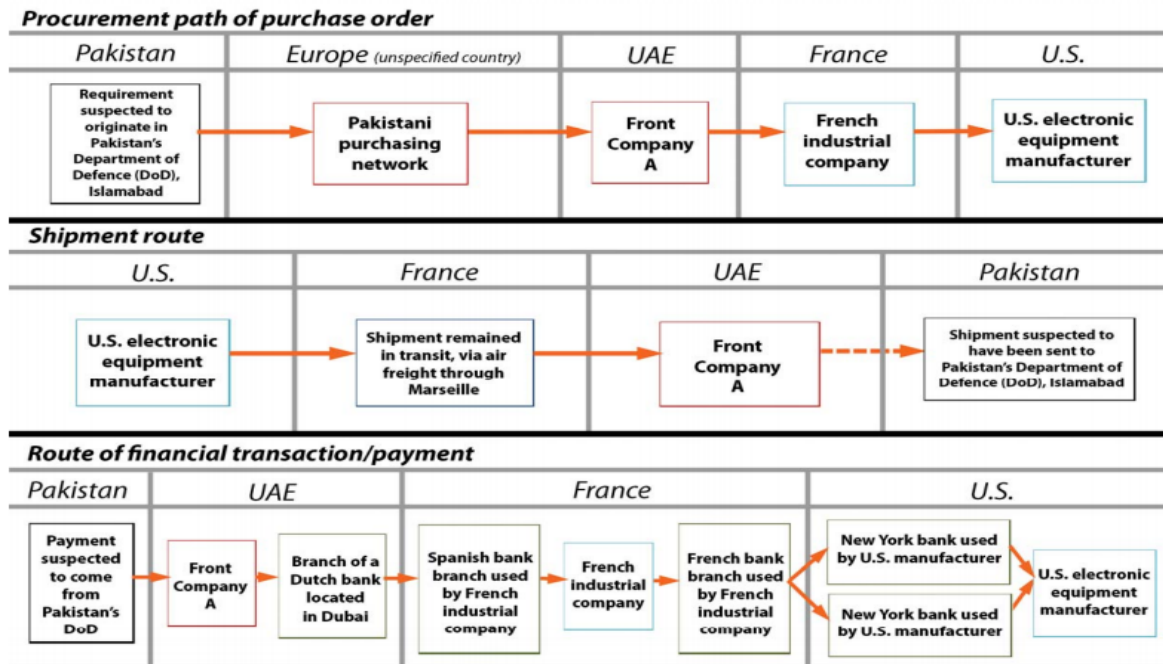 Procurement path of purchase order
Pakistan
Europe (unspecified country)
UAE
France
U.S.
Requirement
suspected to
originate in
Pakistan's
Department of
Defence (DoD),
Islamabad
Pakistani
purchasing
network
Front
Company
A
French
industrial
company
U.S. electronic
equipment
manufacturer
Shipment route
U.S.
France
UAE
Pakistan
U.S. electronic
equipment
manufacturer
Shipment remained
in transit, via air
freight through
Marseille
Front
Company
A
Shipment suspected to
have been sent to
Pakistan's Department of
Defence (DoD), Islamabad
Route of financial transaction/payment
Pakistan
UAE
France
U.S.
Payment
suspected
to come
from
Pakistan's
DoD
Front
Company
A
Branch of a
Dutch bank
located
in Dubai
Spanish bank
branch used
by French
industrial
company
French
industrial
company
French bank
branch used
by French
industrial
company
New York bank used
by U.S. manufacturer
New York bank used
by U.S. manufacturer
U.S. electronic
equipment
manufacturer